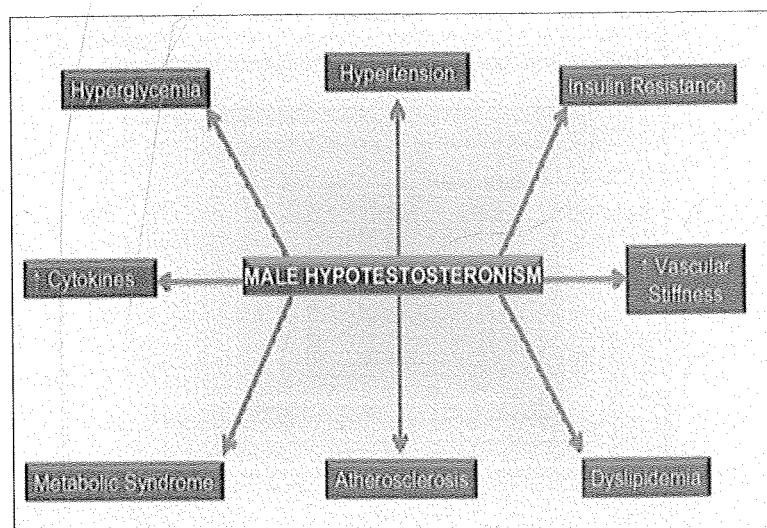 Hyperglycemia
Hypertension
Insulin Resistance
↑ Cytokines
MALE HYPOTESTOSTERONISM
↑ Vascular
Stiffness
Metabolic Syndrome
Atherosclerosis
Dyslipidemia